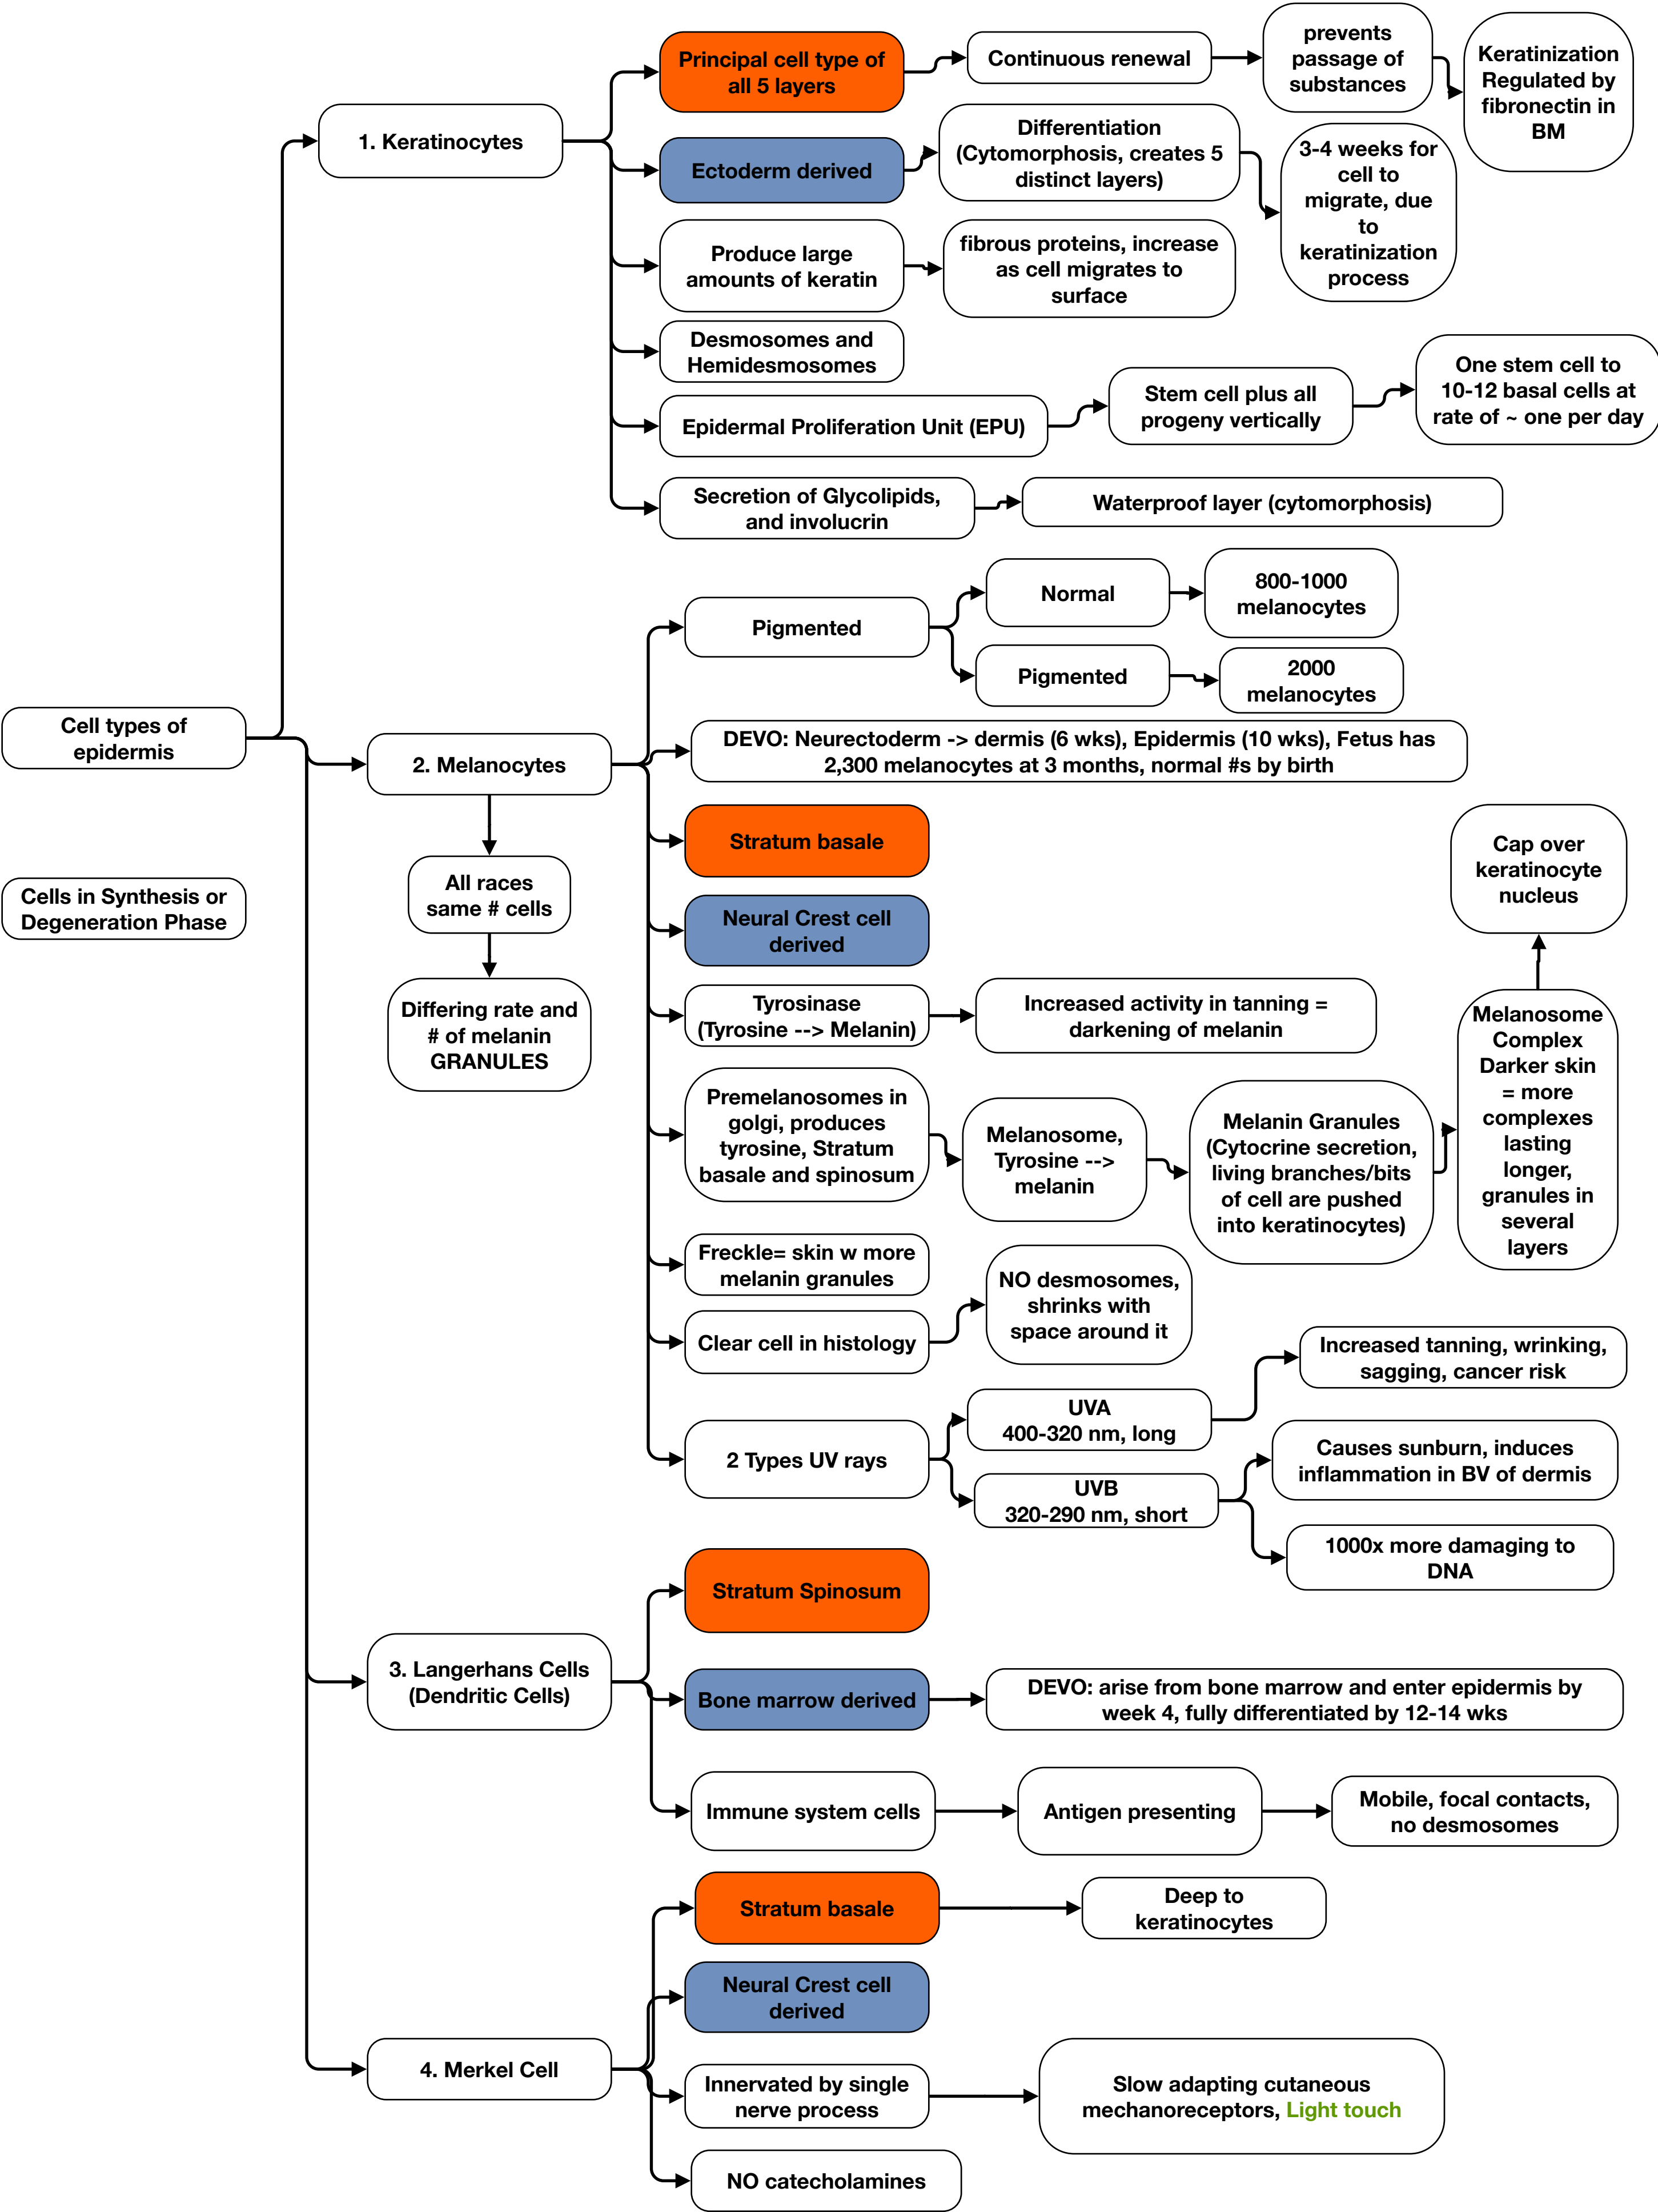 Principal cell type of
all 5 layers
Continuous renewal
prevents
passage of
substances
Keratinization
Regulated by
fibronectin in
BM
1. Keratinocytes
Ectoderm derived
Differentiation
(Cytomorphosis, creates 5
distinct layers)
3-4 weeks for
cell to
migrate, due
to
keratinization
process
Produce large
amounts of keratin
fibrous proteins, increase
as cell migrates to
surface
Desmosomes and
Hemidesmosomes
Epidermal Proliferation Unit (EPU)
Stem cell plus all
progeny vertically
One stem cell to
10-12 basal cells at
rate of ~ one per day
Secretion of Glycolipids,
and involucrin
Waterproof layer (cytomorphosis)
Pigmented
Normal
800-1000
melanocytes
Pigmented
2000
melanocytes
Cell types of
epidermis
2. Melanocytes
DEVO: Neurectoderm -> dermis (6 wks), Epidermis (10 wks), Fetus has
2,300 melanocytes at 3 months, normal #s by birth
Stratum basale
Cells in Synthesis or
Degeneration Phase
All races
same # cells
Differing rate and
# of melanin
GRANULES
Neural Crest cell
derived
Tyrosinase
(Tyrosine --> Melanin)
Increased activity in tanning =
darkening of melanin
Premelanosomes in
golgi, produces
tyrosine, Stratum
basale and spinosum
Melanosome,
Tyrosine -->
melanin
Melanin Granules
(Cytocrine secretion,
living branches/bits
of cell are pushed
into keratinocytes)
Melanosome
Complex
Darker skin
= more
complexes
lasting
longer,
granules in
several
layers
Cap over
keratinocyte
nucleus
Freckle= skin w more
melanin granules
Clear cell in histology
NO desmosomes,
shrinks with
space around it
2 Types UV rays
UVA
400-320 nm, long
Increased tanning, wrinking,
sagging, cancer risk
UVB
320-290 nm, short
Causes sunburn, induces
inflammation in BV of dermis
1000x more damaging to
DNA
3. Langerhans Cells
(Dendritic Cells)
Stratum Spinosum
Bone marrow derived
DEVO: arise from bone marrow and enter epidermis by
week 4, fully differentiated by 12-14 wks
Immune system cells
Antigen presenting
Mobile, focal contacts,
no desmosomes
4. Merkel Cell
Stratum basale
Deep to
keratinocytes
Neural Crest cell
derived
Innervated by single
nerve process
Slow adapting cutaneous
mechanoreceptors, Light touch
NO catecholamines